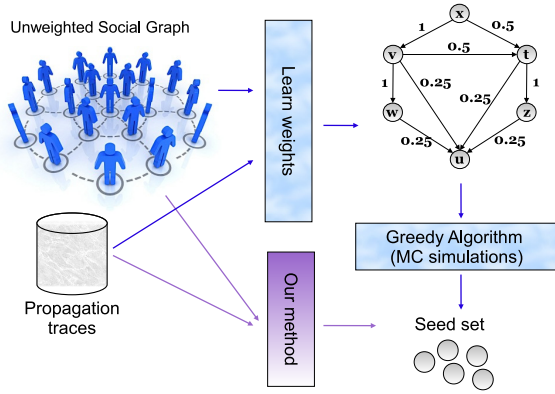 Unweighted Social Graph
Learn weights
x
1
0.5
v
0.5
t
1
0.25
0.25
1
w
z
0.25
0.25
u
Greedy Algorithm
(MC simulations)
Propagation
traces
Our method
Seed set